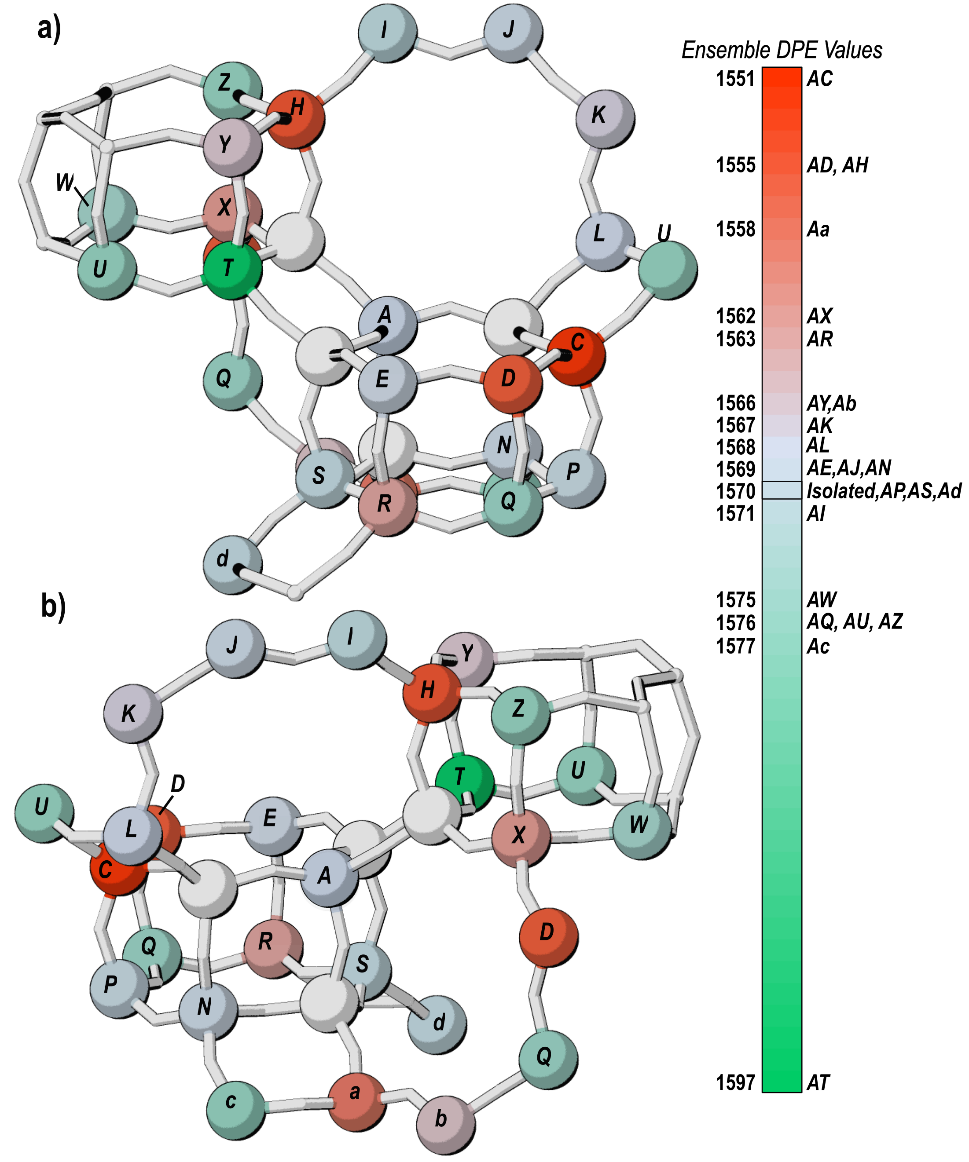 a)
I
J
Z
H
Y
K
W
X
L
U
U
T
A
C
E
D
Q
N
P
S
R
Q
d
b)
J
I
Y
H
K
Z
T
U
D
U
L
E
W
X
C
A
D
Q
R
P
N
S
d
Q
c
a
b
Ensemble DPE Values
1551 AC
1555 AD, AH
1558 Aa
1562 AX
1563 AR
1566 AY,Ab
1567 AK
1568 AL
1569 AE,AJ,AN
1570 Isolated,AP,AS,Ad
1571 AI
1575 AW
1576 AQ, AU, AZ
1577 Ac
1597 AT